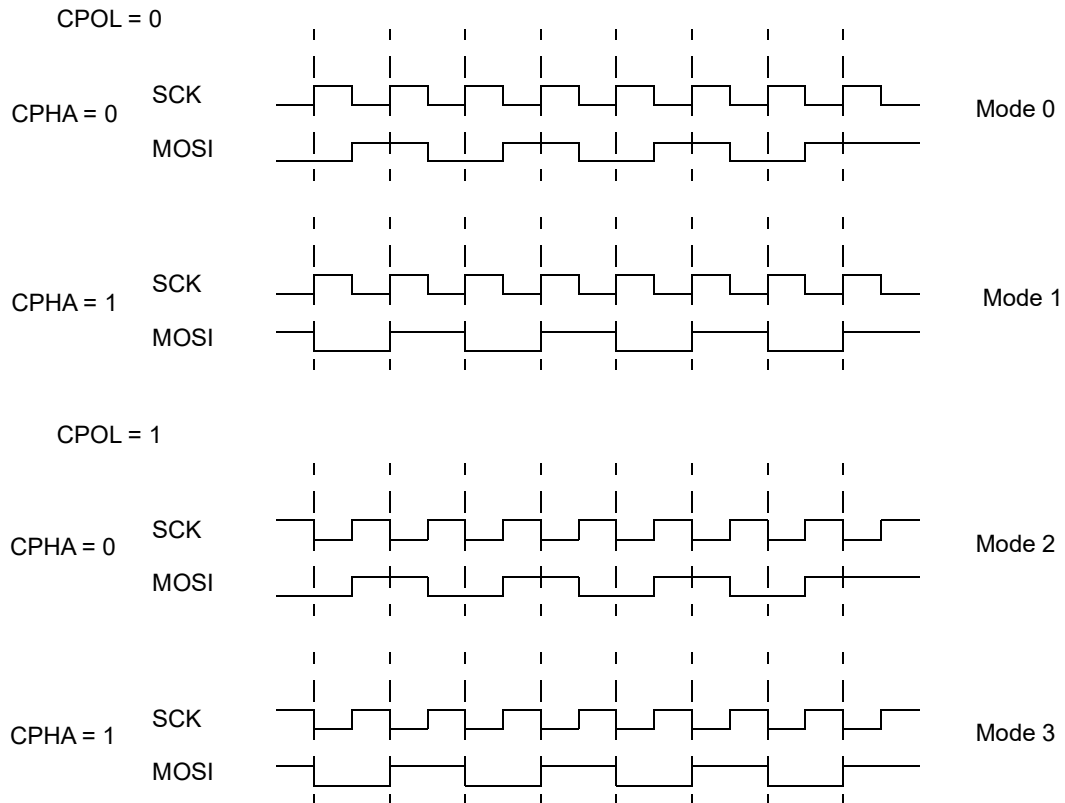 CPOL = 0
SCK
CPHA = 0
Mode 0
MOSI
SCK
CPHA = 1
Mode 1
MOSI
CPOL = 1
SCK
CPHA = 0
Mode 2
MOSI
SCK
CPHA = 1
Mode 3
MOSI